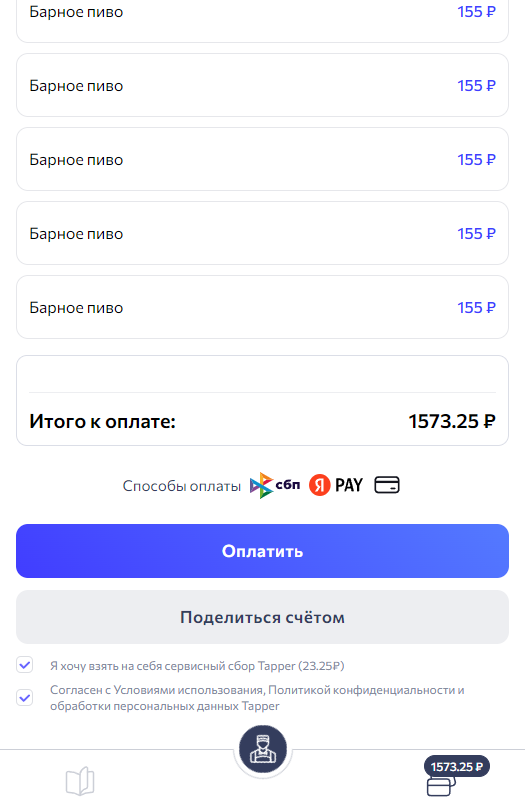 Барное пиво 155 ₽
Барное пиво 155 ₽
Барное пиво 155 ₽
Барное пиво 155 ₽
Барное пиво 155 ₽
Итого к оплате: 1573.25 ₽
Способы оплаты сбп Я PAY
Оплатить
Поделиться счётом
Я хочу взять на себя сервисный сбор Tapper (23.25₽)
Согласен с Условиями использования, Политикой конфиденциальности и
обработки персональных данных Tapper
1573.25 ₽